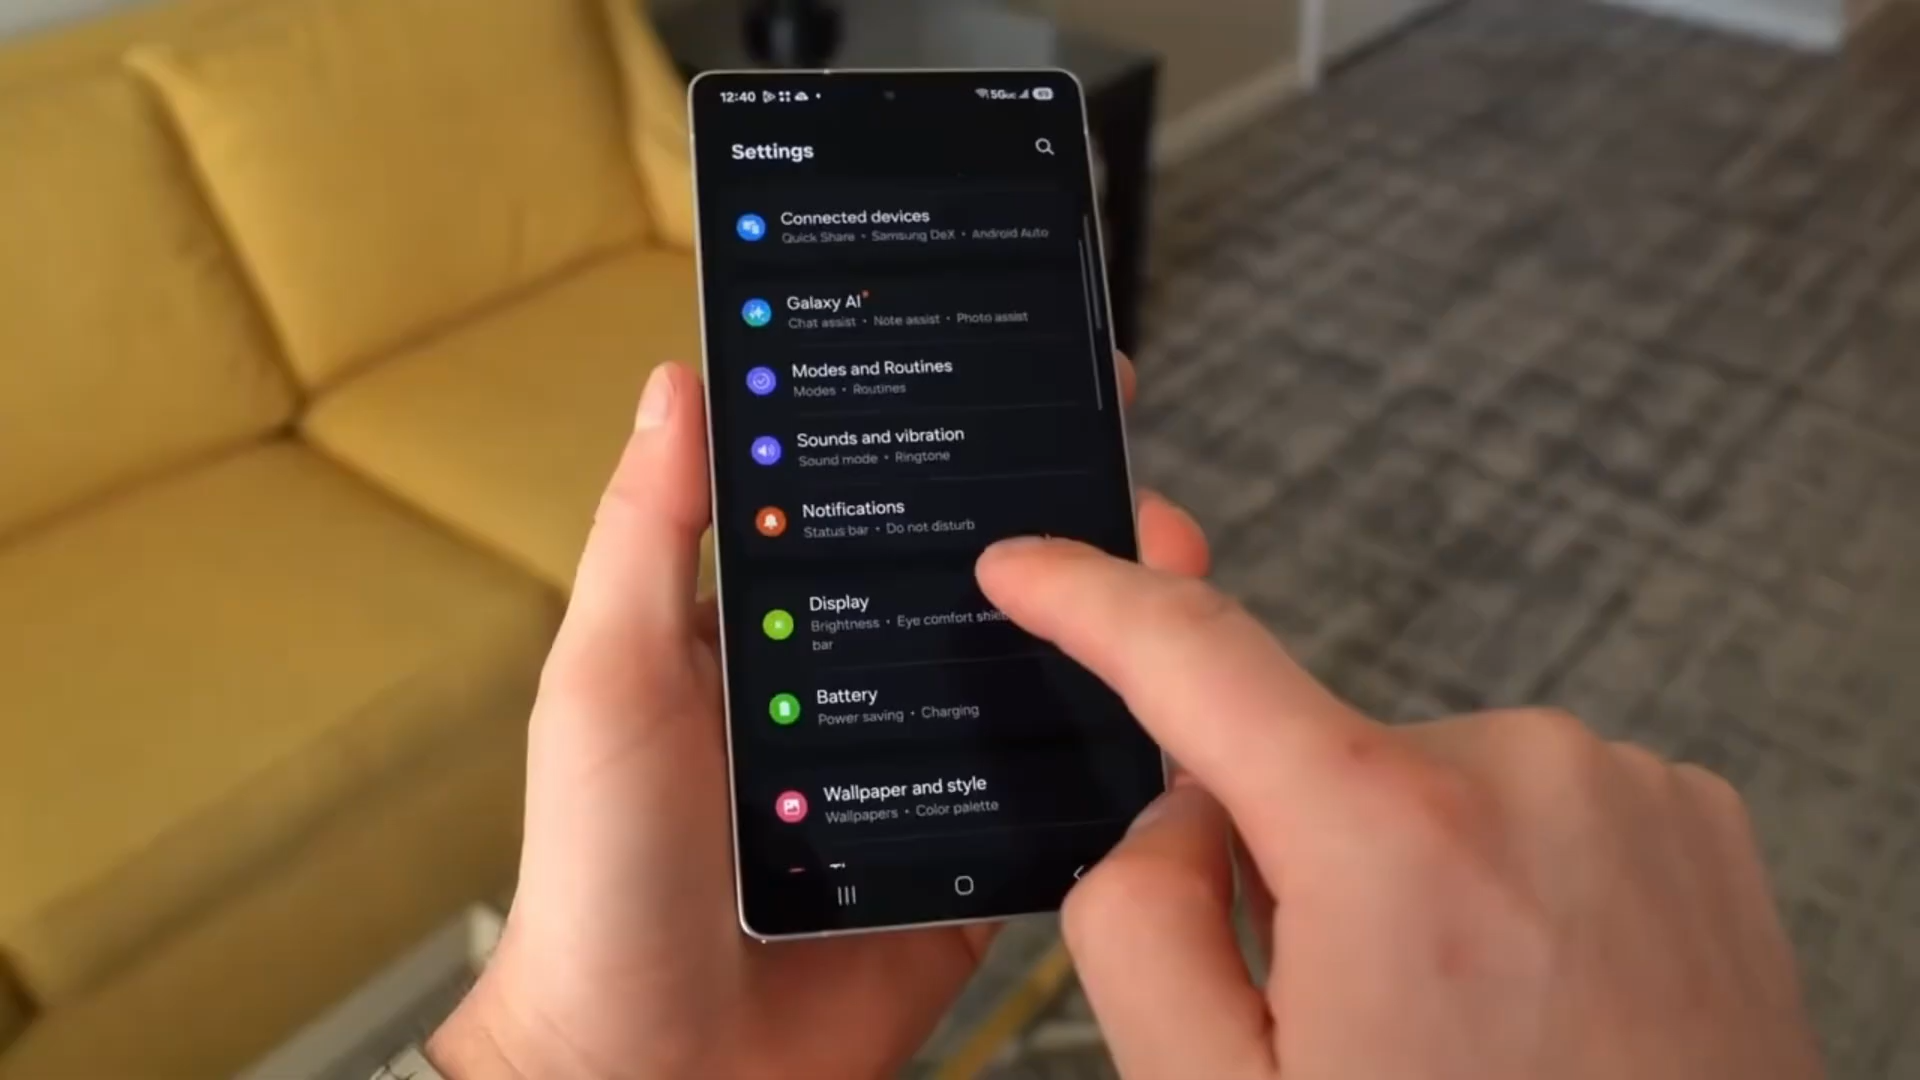 12:40
5G
Settings
Connected devices
Quick Share • Samsung DeX • Android Auto
Galaxy AI
Chat assist • Note assist • Photo assist
Modes and Routines
Modes • Routines
Sounds and vibration
Sound mode • Ringtone
Notifications
Status bar • Do not disturb
Display
Brightness • Eye comfort
bar
Battery
Power saving • Charging
Wallpaper and style
Wallpapers • Color palette